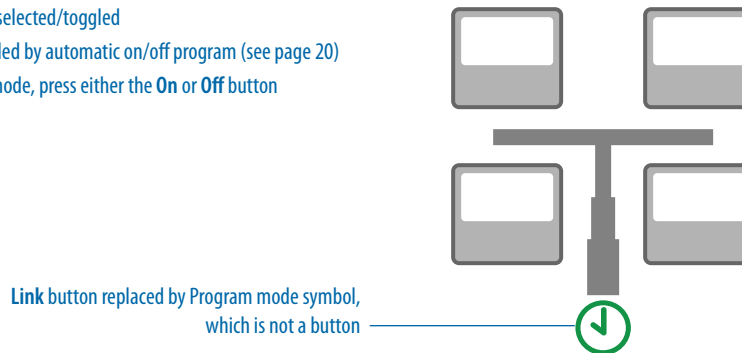 selected/toggled
led by automatic on/off program (see page 20)
node, press either the On or Off button
Link button replaced by Program mode symbol,
which is not a button